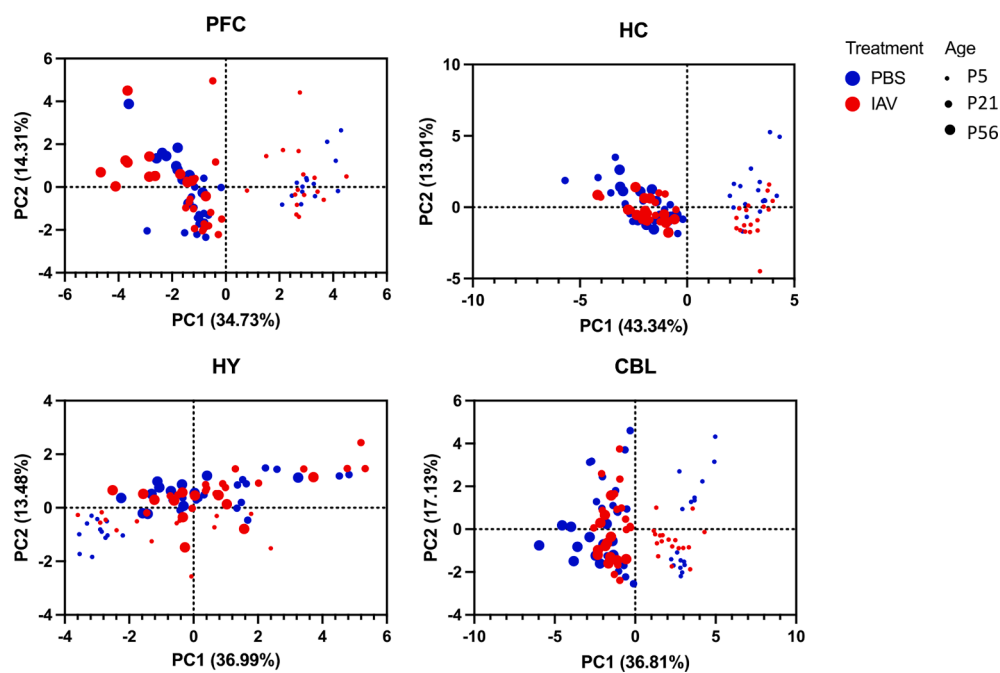 PFC
6
4
2
0
-2
-4
-6
-4
-2
0
2
4
6
PC2 (14.31%)
PC1 (34.73%)
HC
10
5
0
-5
-10
-5
0
5
PC2 (13.01%)
PC1 (43.34%)
Treatment
PBS
IAV
Age
P5
P21
P56
HY
4
2
0
-2
-4
-4
-2
0
2
4
6
PC2 (13.48%)
PC1 (36.99%)
CBL
6
4
2
0
-2
-4
-10
-5
0
5
10
PC2 (17.13%)
PC1 (36.81%)